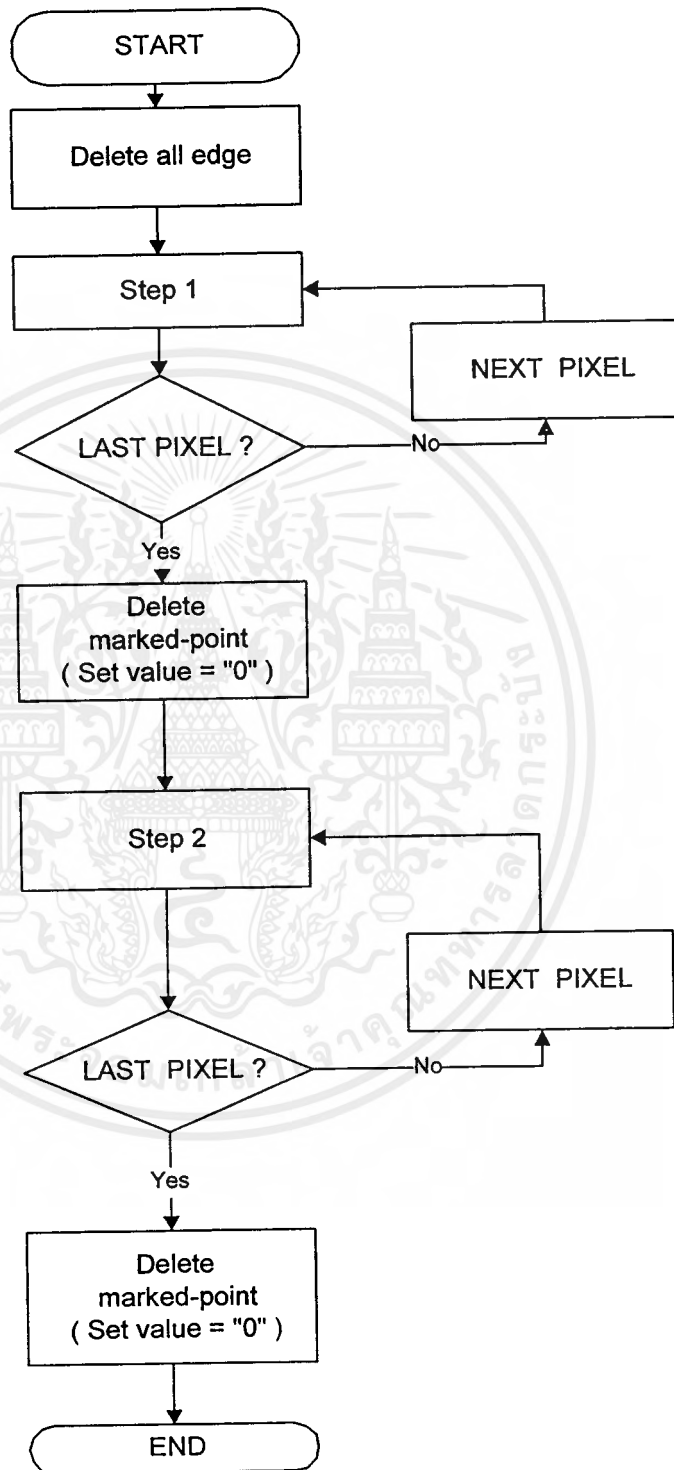 START
Delete all edge
Step 1
NEXT PIXEL
LAST PIXEL ?
No
Yes
Delete
marked-point
( Set value = "0" )
Step 2
NEXT PIXEL
LAST PIXEL ?
No
Yes
Delete
marked-point
( Set value = "0" )
END